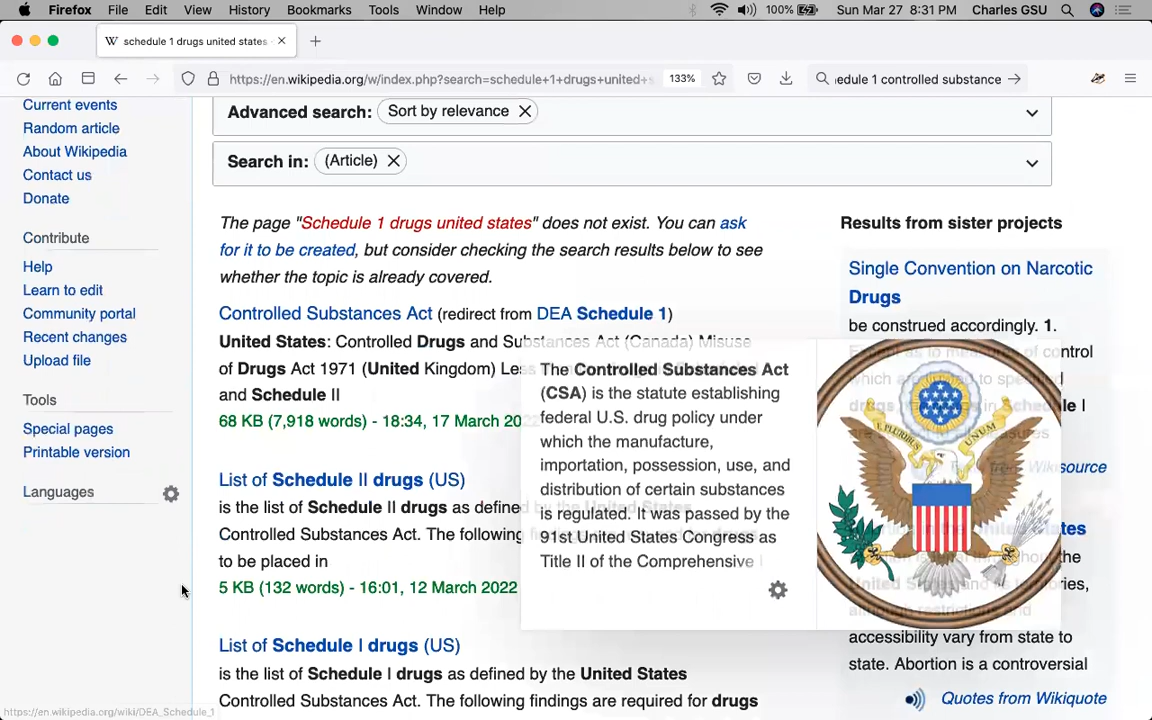 Firefox File Edit View History Bookmarks Tools Window Help 100% Sun Mar 27 8:31 PM Charles GSU
W schedule 1 drugs united states
https://en.wikipedia.org/w/index.php?search=schedule+1+drugs+united+s 133% edule 1 controlled substance
Current events
Random article
About Wikipedia
Contact us
Donate
Contribute
Help
Learn to edit
Community portal
Recent changes
Upload file
Tools
Special pages
Printable version
Languages
Advanced search: Sort by relevance
Search in: (Article)
The page "Schedule 1 drugs united states" does not exist. You can ask
for it to be created, but consider checking the search results below to see
whether the topic is already covered.
Controlled Substances Act (redirect from DEA Schedule 1)
United States: Controlled Drugs and Substances Act (Canada) Misuse
of Drugs Act 1971 (United Kingdom)
and Schedule II
68 KB (7,918 words) - 18:34, 17 March
List of Schedule II drugs (US)
is the list of Schedule II drugs as defined by the United States
Controlled Substances Act. The following
to be placed in
5 KB (132 words) - 16:01, 12 March 2022
List of Schedule I drugs (US)
is the list of Schedule I drugs as defined by the United States
Controlled Substances Act. The following findings are required for drugs
The Controlled Substances Act
(CSA) is the statute establishing
federal U.S. drug policy under
which the manufacture,
importation, possession, use, and
distribution of certain substances
is regulated. It was passed by the
91st United States Congress as
Title II of the Comprehensive
E PLURIBUS UNUM
Results from sister projects
Single Convention on Narcotic
Drugs
be construed accordingly. 1.
accessibility vary from state to
state. Abortion is a controversial
Quotes from Wikiquote
https://en.wikipedia.org/wiki/DEA_Schedule_1